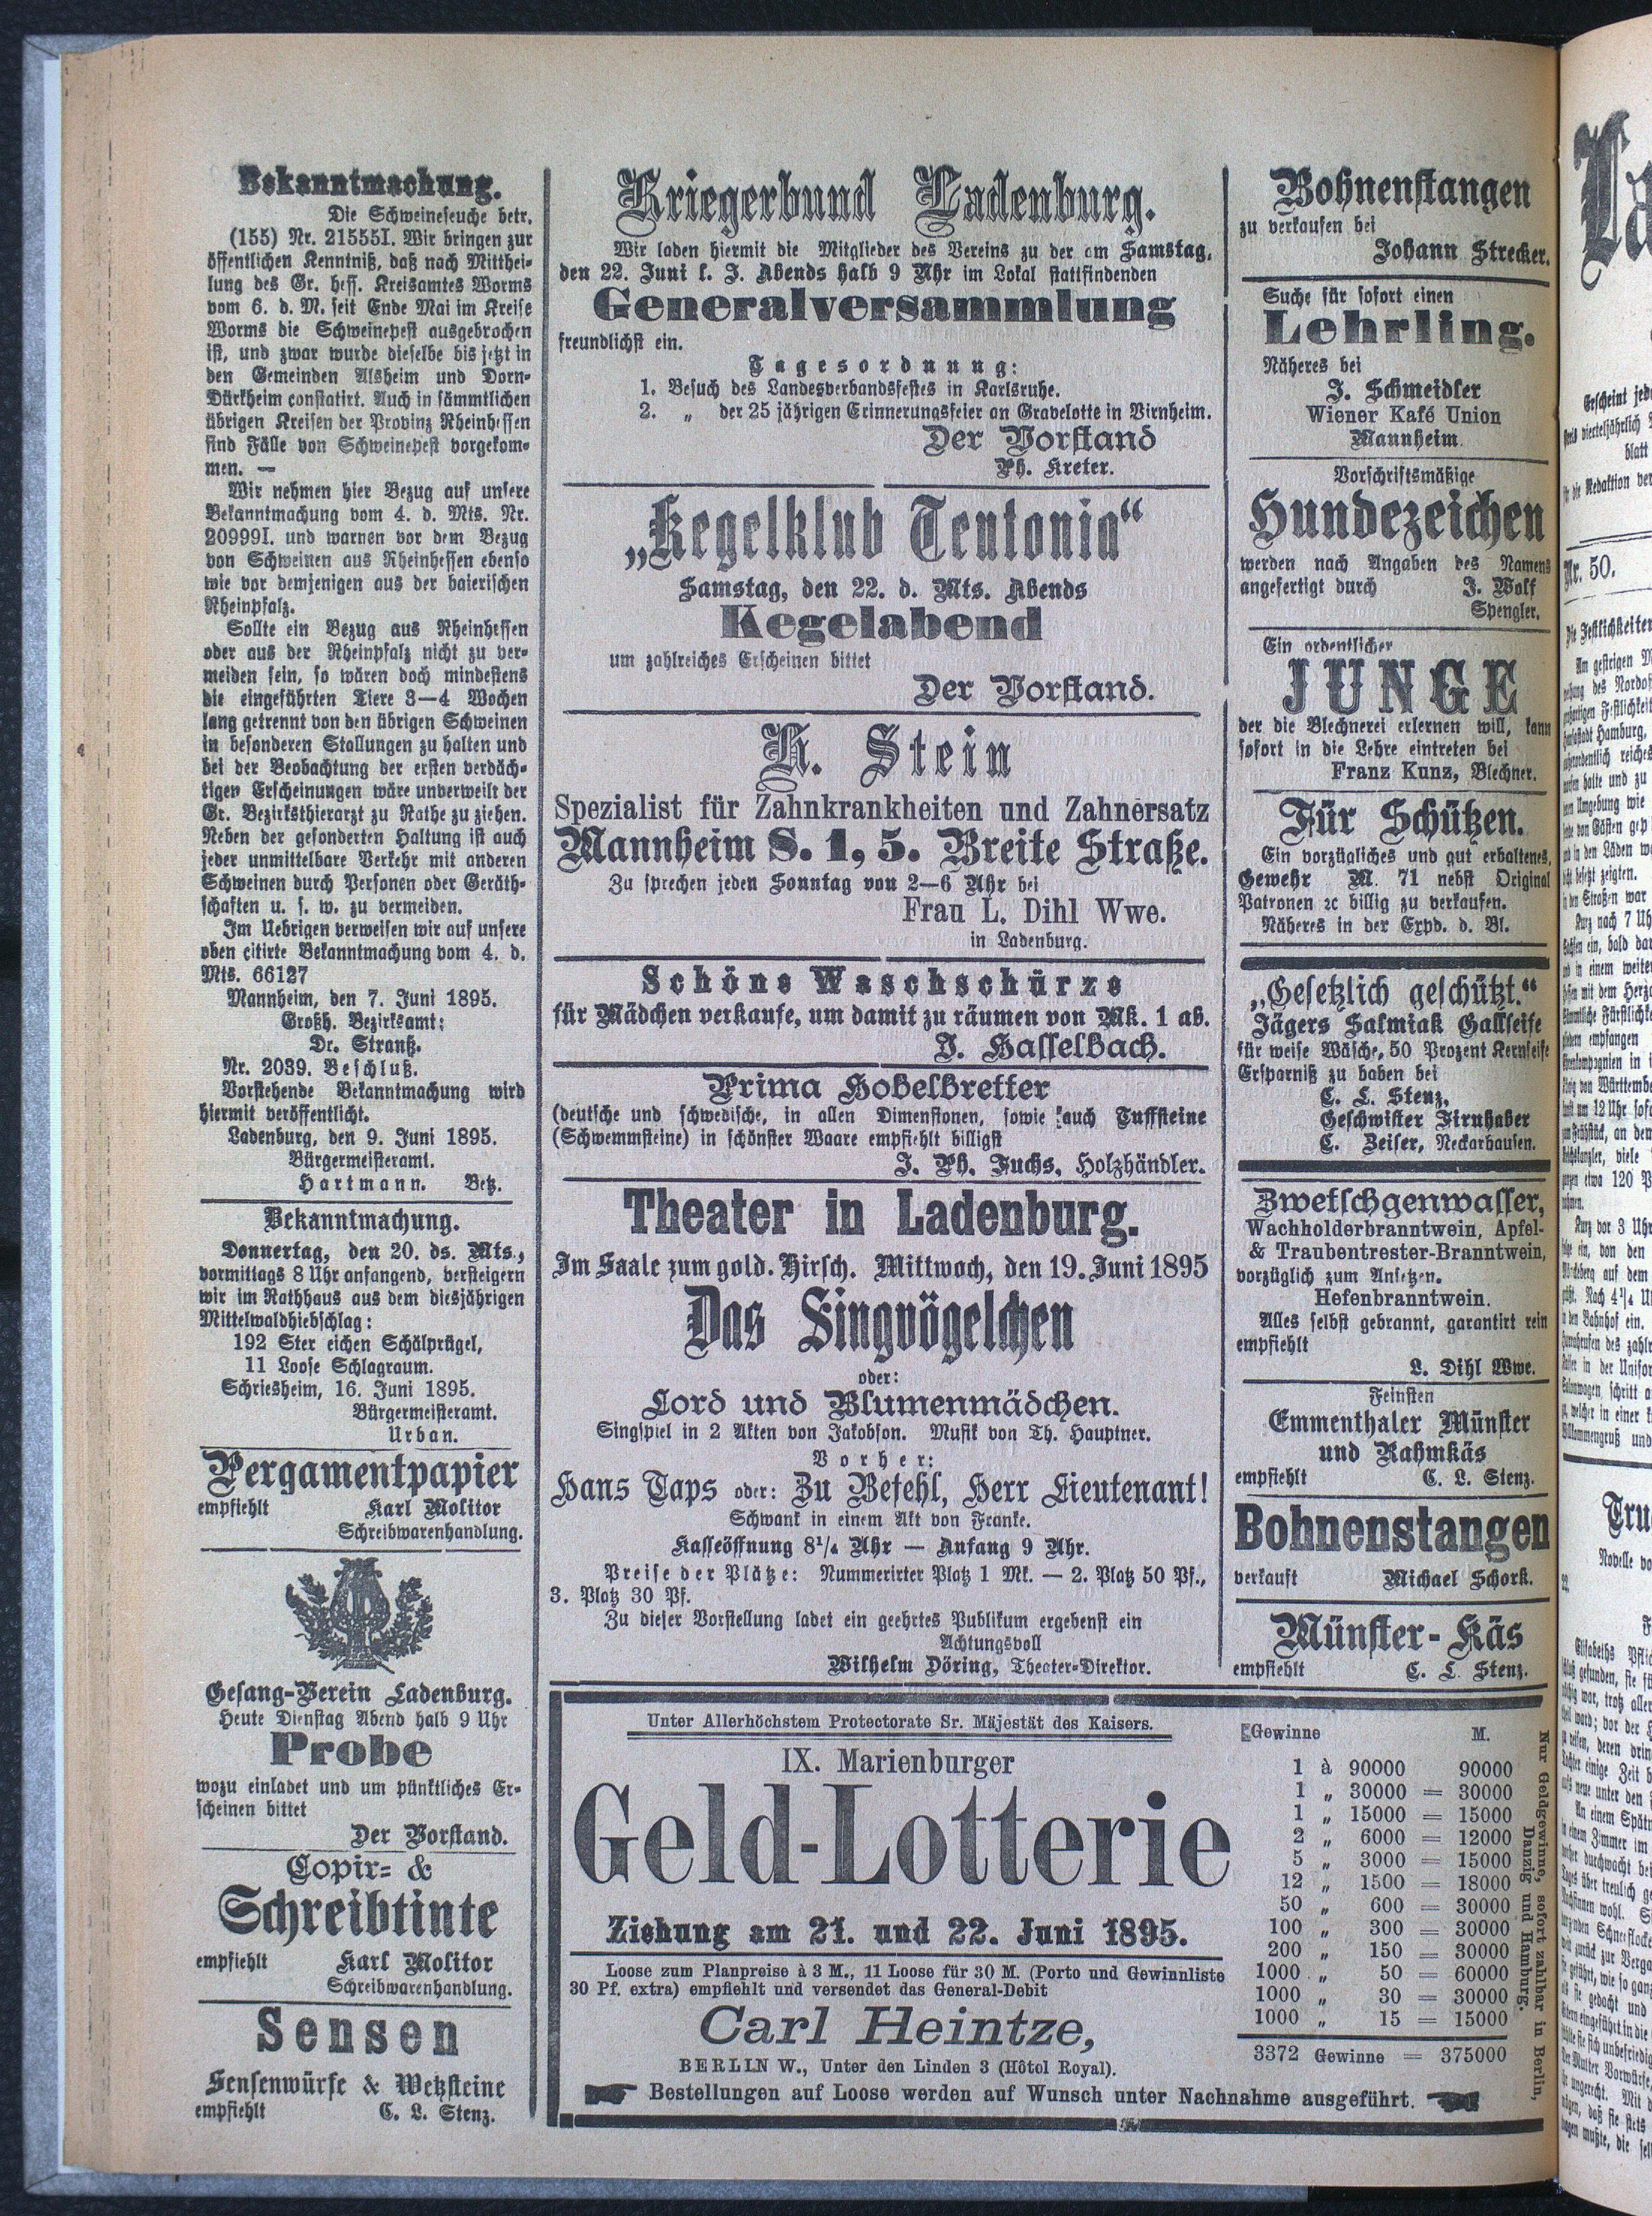 Bekanntmachung.
Die Schweineseuche betr.
(155) Nr. 21555I. Wir bringen zur
öffentlichen Kenntniß, daß nach Mitthei-
lung des Gr. heff. Kreisamtes Worms
vom 6. d. M. seit Ende Mai im Kreise
Worms die Schweinepest ausgebrochen
ist, und zwar wurde dieselbe bis jetzt in
den Gemeinden Alsheim und Dorn-
Dürkheim constatirt. Auch in sämmtlichen
übrigen Kreisen der Provinz Rheinhessen
sind Fälle von Schweinepest vorgekom-
men. —
Wir nehmen hier Bezug auf unsere
Bekanntmachung vom 4. d. Mts. Nr.
20999I. und warnen vor dem Bezug
von Schweinen aus Rheinhessen ebenso
wie vor demjenigen aus der baierischen
Rheinpfalz.
Sollte ein Bezug aus Rheinhessen
oder aus der Rheinpfalz nicht zu ver-
meiden sein, so wären doch mindestens
die eingeführten Tiere 3—4 Wochen
lang getrennt von den übrigen Schweinen
in besonderen Stallungen zu halten und
bei der Beobachtung der ersten verdäch-
tigen Erscheinungen wäre unverweilt der
Gr. Bezirksthierarzt zu Rathe zu ziehen.
Neben der gesonderten Haltung ist auch
jeder unmittelbare Verkehr mit anderen
Schweinen durch Personen oder Geräth-
schaften u. s. w. zu vermeiden.
Im Uebrigen verweisen wir auf unsere
oben citirte Bekanntmachung vom 4. d.
Mts. 66127
Mannheim, den 7. Juni 1895.
Großh. Bezirksamt:
Dr. Strauß.
Nr. 2039. Beschluß.
Vorstehende Bekanntmachung wird
hiermit veröffentlicht.
Ladenburg, den 9. Juni 1895.
Bürgermeisteramt.
Hartmann. Betz.
Bekanntmachung.
Donnertag, den 20. ds. Mts.,
vormittags 8 Uhr anfangend, versteigern
wir im Rathhaus aus dem diesjährigen
Mittelwaldhiebschlag:
192 Ster eichen Schälprügel,
11 Loose Schlagraum.
Schriesheim, 16. Juni 1895.
Bürgermeisteramt.
Urban.
Pergamentpapier
empfiehlt Karl Molitor
Schreibwarenhandlung.
Gesang-Verein Ladenburg.
Heute Dienstag Abend halb 9 Uhr
Probe
wozu einladet und um pünktliches Er-
scheinen bittet
Der Vorstand.
Copir- &
Schreibtinte
empfiehlt Karl Molitor
Schreibwarenhandlung.
Sensen
Sensenwürfe & Wetzsteine
empfiehlt C. L. Stenz.
Kriegerbund Ladenburg.
Wir laden hiermit die Mitglieder des Vereins zu der am Samstag,
den 22. Juni l. J. Abends halb 9 Uhr im Lokal stattfindenden
Generalversammlung
freundlichst ein.
Tagesordnung:
1. Besuch des Landesverbandsfestes in Karlsruhe.
2. „ der 25 jährigen Erinnerungsfeier an Gravelotte in Virnheim.
Der Vorstand
Ph. Kreter.
„Kegelklub Teutonia“
Samstag, den 22. d. Mts. Abends
Kegelabend
um zahlreiches Erscheinen bittet
Der Vorstand.
K. Stein
Spezialist für Zahnkrankheiten und Zahnersatz
Mannheim S. 1, 5. Breite Straße.
Zu sprechen jeden Sonntag von 2—6 Uhr bei
Frau L. Dihl Wwe.
in Ladenburg.
Schöne Waschschürze
für Mädchen verkaufe, um damit zu räumen von Mk. 1 ab.
J. Hasselbach.
Prima Hobelbretter
(deutsche und schwedische, in allen Dimensionen, sowie auch Tuffsteine
(Schwemmsteine) in schönster Waare empfiehlt billigst
J. Ph. Fuchs, Holzhändler.
Theater in Ladenburg.
Im Saale zum gold. Hirsch. Mittwoch, den 19. Juni 1895
Das Singvögelchen
oder:
Lord und Blumenmädchen.
Singspiel in 2 Akten von Jakobson. Musik von Th. Hauptner.
Vorher:
Hans Taps oder: Zu Befehl, Herr Lieutenant!
Schwank in einem Akt von Franke.
Kasseöffnung 8¼ Uhr — Anfang 9 Uhr.
Preise der Plätze: Nummerirter Platz 1 Mk. — 2. Platz 50 Pf.,
3. Platz 30 Pf.
Zu dieser Vorstellung ladet ein geehrtes Publikum ergebenst ein
Achtungsvoll
Wilhelm Döring, Theater-Direktor.
Bohnenstangen
zu verkaufen bei
Johann Strecker.
Suche für sofort einen
Lehrling.
Näheres bei
J. Schmeidler
Wiener Kafé Union
Mannheim.
Vorschriftsmäßige
Hundezeichen
werden nach Angaben des Namens
angefertigt durch J. Wolf
Spengler.
Ein ordentlicher
JUNGE
der die Blechnerei erlernen will, kann
sofort in die Lehre eintreten bei
Franz Kunz, Blechner.
Für Schützen.
Ein vorzügliches und gut erhaltenes,
Gewehr M. 71 nebst Original
Patronen ꝛc billig zu verkaufen.
Näheres in der Expd. d. Bl.
„Gesetzlich geschützt.“
Jägers Salmiak Gallseife
für weise Wäsche, 50 Prozent Kernseife
Ersparniß zu haben bei
C. L. Stenz,
Geschwister Firnhaber
C. Zeiser, Neckarhausen.
Zwetschgenwasser,
Wachholderbranntwein, Apfel-
& Traubentrester-Branntwein,
vorzüglich zum Ansetzen.
Hefenbranntwein.
Alles selbst gebrannt, garantirt rein
empfiehlt
L. Dihl Wwe.
Feinsten
Emmenthaler Münster
und Rahmkäs
empfiehlt C. L. Stenz.
Bohnenstangen
verkauft Michael Schork.
Münster-Käs
empfiehlt C. L. Stenz.
Unter Allerhöchstem Protectorate Sr. Mäjestät des Kaisers.
IX. Marienburger
Geld-Lotterie
Ziehung am 21. und 22. Juni 1895.
Loose zum Planpreise à 3 M., 11 Loose für 30 M. (Porto und Gewinnliste
30 Pf. extra) empfiehlt und versendet das General-Debit
Carl Heintze,
BERLIN W., Unter den Linden 3 (Hôtol Royal).
Bestellungen auf Loose werden auf Wunsch unter Nachnahme ausgeführt.
Gewinne M.
1 à 90000 90000
1 „ 30000 = 30000
1 „ 15000 = 15000
2 „ 6000 = 12000
5 „ 3000 = 15000
12 „ 1500 = 18000
50 „ 600 = 30000
100 „ 300 = 30000
200 „ 150 = 30000
1000 „ 50 = 60000
1000 „ 30 = 30000
1000 „ 15 = 15000
3372 Gewinne = 375000
Nur Geldgewinne, sofort zahlbar in Berlin,
Danzig und Hamburg.
Nr. 50.